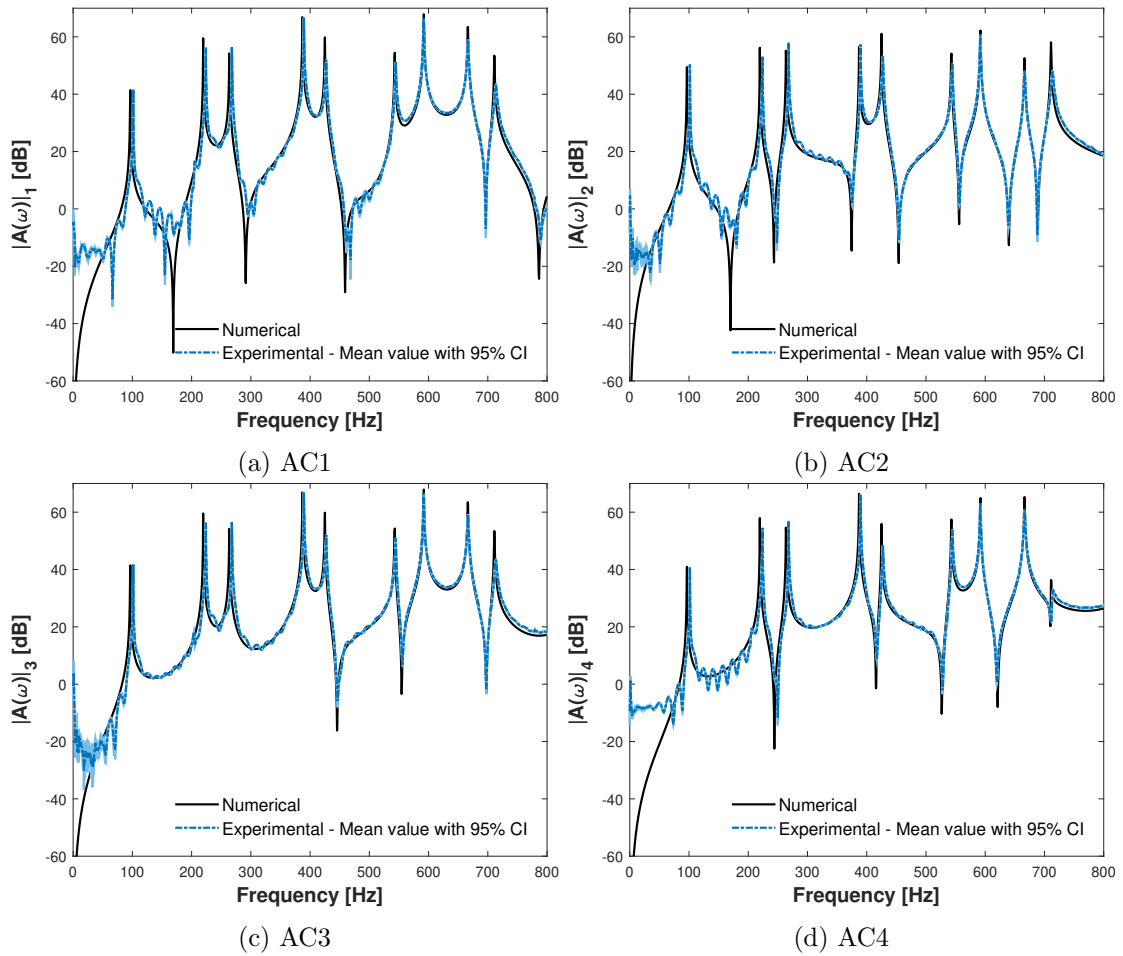 |A(ω)|1 [dB]
60
40
20
0
-20
-40
-60
Numerical
Experimental - Mean value with 95% CI
0 100 200 300 400 500 600 700 800
Frequency [Hz]
(a) AC1
|A(ω)|2 [dB]
60
40
20
0
-20
-40
-60
Numerical
Experimental - Mean value with 95% CI
0 100 200 300 400 500 600 700 800
Frequency [Hz]
(b) AC2
|A(ω)|3 [dB]
60
40
20
0
-20
-40
-60
Numerical
Experimental - Mean value with 95% CI
0 100 200 300 400 500 600 700 800
Frequency [Hz]
(c) AC3
|A(ω)|4 [dB]
60
40
20
0
-20
-40
-60
Numerical
Experimental - Mean value with 95% CI
0 100 200 300 400 500 600 700 800
Frequency [Hz]
(d) AC4